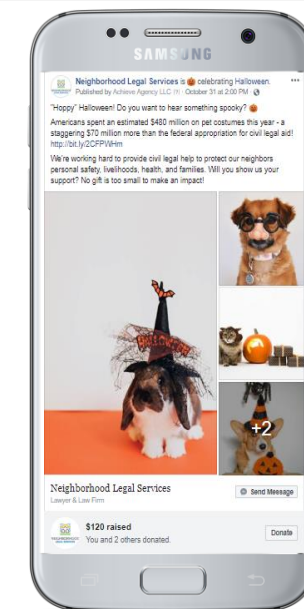 SAMSUNG
Neighborhood Legal Services is 🎃 celebrating Halloween.
Published by Achieve Agency LLC [?] · October 31 at 2:00 PM ·
"Hoppy" Halloween! Do you want to hear something spooky? 🎃
Americans spent an estimated $480 million on pet costumes this year - a
staggering $70 million more than the federal appropriation for civil legal aid!
http://bit.ly/2CFPWHm
We're working hard to provide civil legal help to protect our neighbors
personal safety, livelihoods, health, and families. Will you show us your
support? No gift is too small to make an impact!
HALLOWEEN
+2
Neighborhood Legal Services
Lawyer & Law Firm
Send Message
$120 raised
You and 2 others donated.
Donate